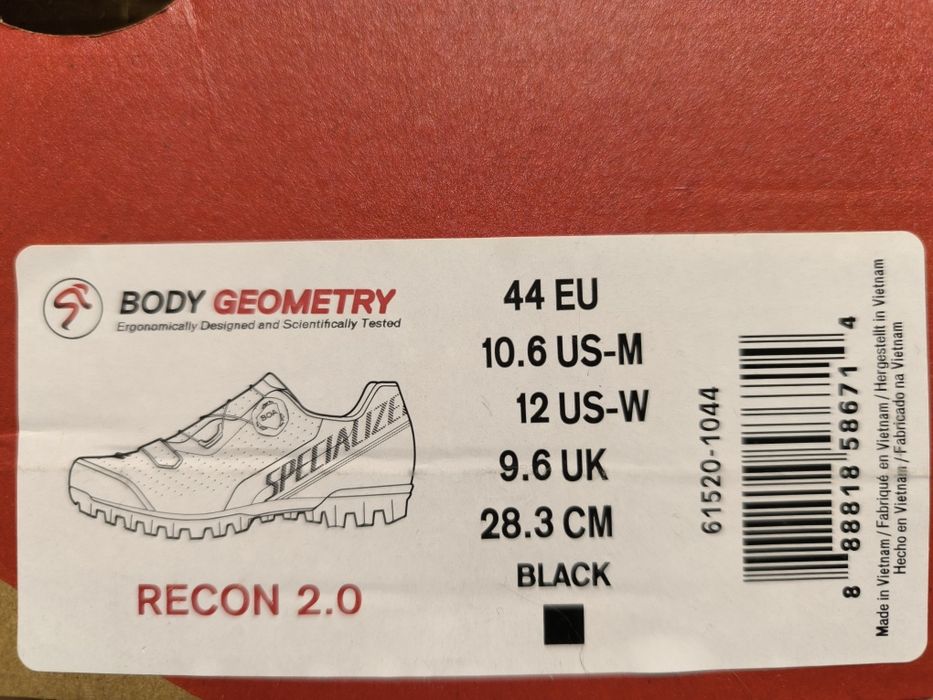 BODY GEOMETRY
Ergonomically Designed and Scientifically Tested
BOA
SPECIALIZED
RECON 2.0
44 EU
10.6 US-M
12 US-W
9.6 UK
28.3 CM
BLACK
61520-1044
8 88818 58671 4
Made in Vietnam / Fabriqué en Vietnam / Hergestellt in Vietnam
Hecho en Vietnam / Fabricado na Vietnam